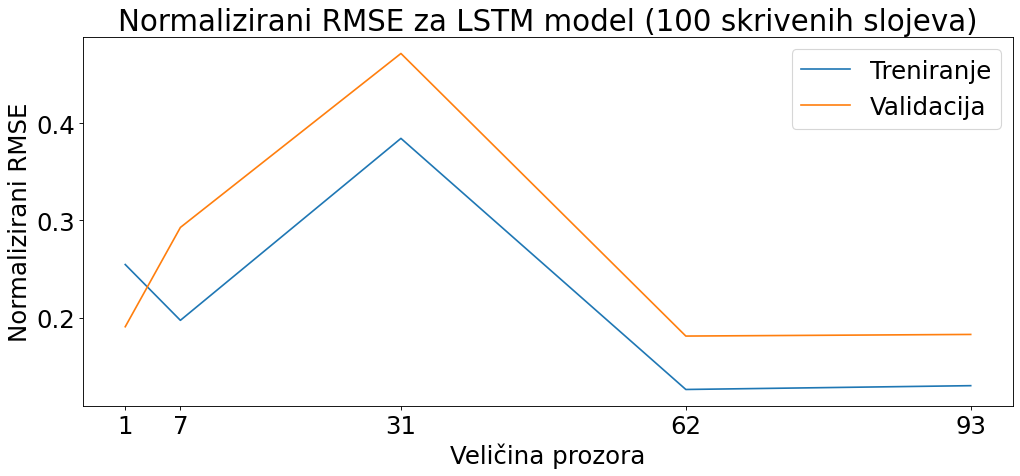 Normalizirani RMSE za LSTM model (100 skrivenih slojeva)
Treniranje
Validacija
Normalizirani RMSE
0.4
0.3
0.2
1 7 31 62 93
Veličina prozora